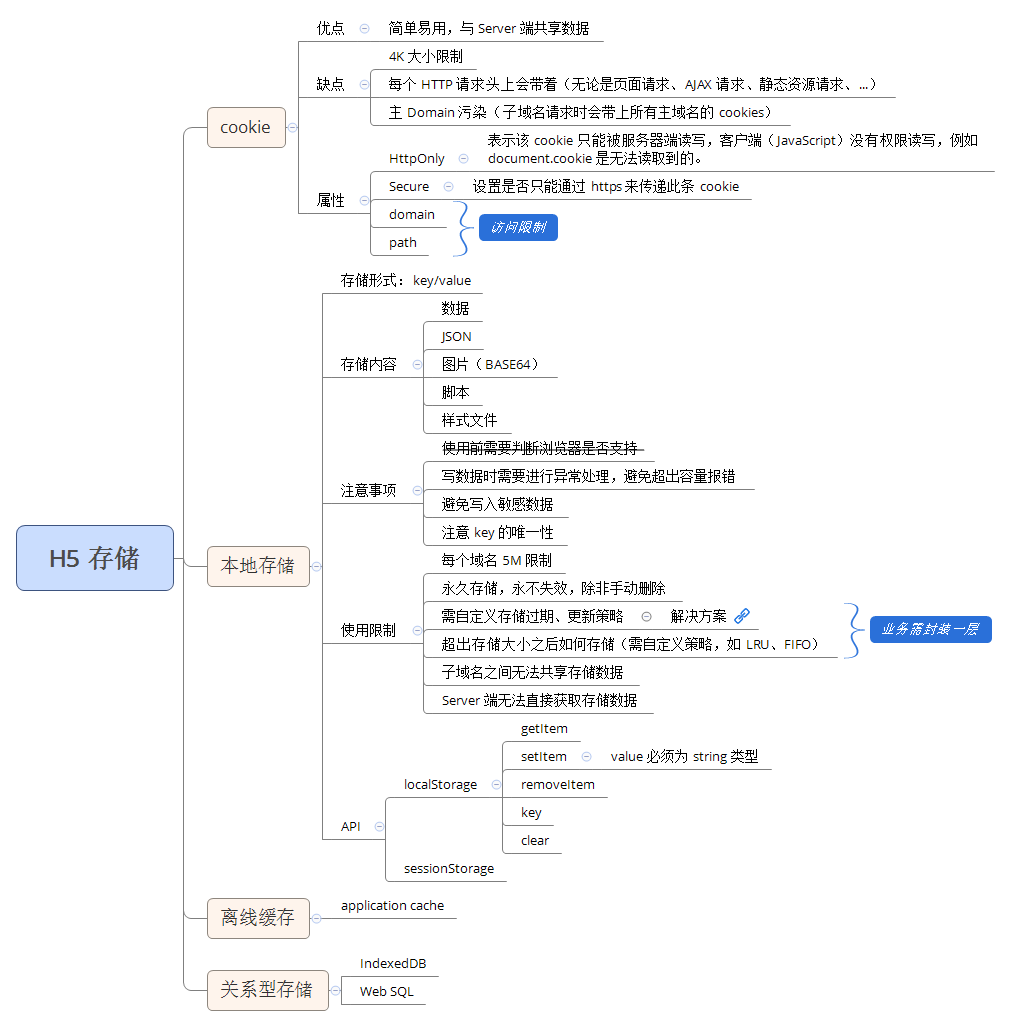 H5 存储
cookie
优点
简单易用，与 Server 端共享数据
缺点
4K 大小限制
每个 HTTP 请求头上会带着（无论是页面请求、AJAX 请求、静态资源请求、...）
主 Domain 污染（子域名请求时会带上所有主域名的 cookies）
属性
HttpOnly
表示该 cookie 只能被服务器端读写，客户端（JavaScript）没有权限读写，例如
document.cookie 是无法读取到的。
Secure
设置是否只能通过 https 来传递此条 cookie
domain
path
访问限制
本地存储
存储形式：key/value
存储内容
数据
JSON
图片（BASE64）
脚本
样式文件
注意事项
使用前需要判断浏览器是否支持
写数据时需要进行异常处理，避免超出容量报错
避免写入敏感数据
注意 key 的唯一性
使用限制
每个域名 5M 限制
永久存储，永不失效，除非手动删除
需自定义存储过期、更新策略
解决方案
超出存储大小之后如何存储（需自定义策略，如 LRU、FIFO）
业务需封装一层
子域名之间无法共享存储数据
Server 端无法直接获取存储数据
API
localStorage
getItem
setItem
value 必须为 string 类型
removeItem
key
clear
sessionStorage
离线缓存
application cache
关系型存储
IndexedDB
Web SQL